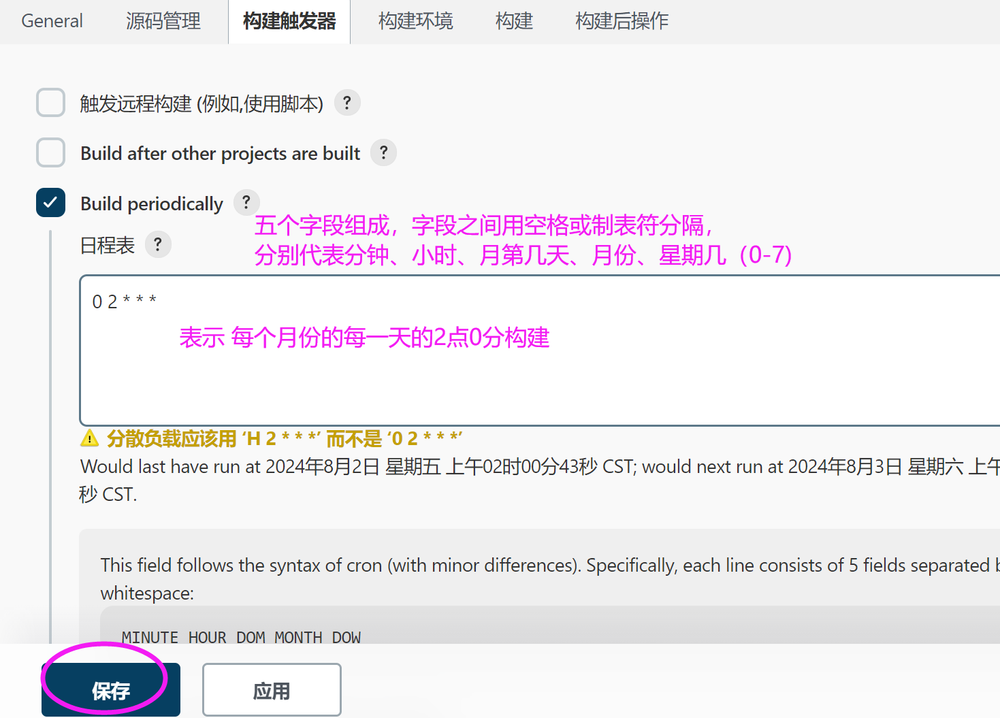 General 源码管理 构建触发器 构建环境 构建 构建后操作
触发远程构建 (例如,使用脚本) ?
Build after other projects are built ?
Build periodically ?
五个字段组成，字段之间用空格或制表符分隔，
日程表 ?
分别代表分钟、小时、月第几天、月份、星期几（0-7）
0 2 * * *
表示 每个月份的每一天的2点0分构建
分散负载应该用 ‘H 2 * * *’ 而不是 ‘0 2 * * *’
Would last have run at 2024年8月2日 星期五 上午02时00分43秒 CST; would next run at 2024年8月3日 星期六 上午
秒 CST.
This field follows the syntax of cron (with minor differences). Specifically, each line consists of 5 fields separated b
whitespace:
MINUTE HOUR DOM MONTH DOW
保存 应用